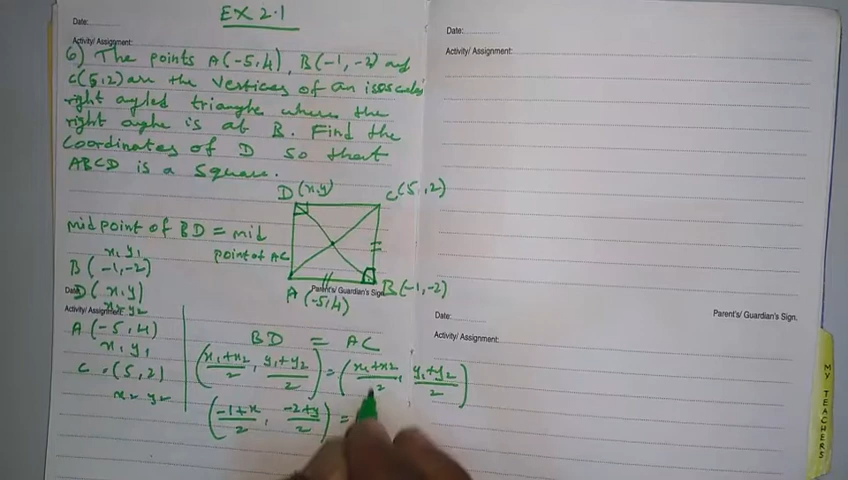 Date:
EX 2.1
Activity/ Assignment:
6) The points A(-5,4), B(-1,-2) and
C(5,2) are the vertices of an isosceles
right angled triangle where the
right angle is at B. Find the
Coordinates of D so that
ABCD is a square.
D(x,y)
C(5,2)
midpoint of BD = mid
point of AC
x1 y1
B(-1,-2)
Date
D(x,y)
x2 y2
Activity/ Assignment:
A(-5,4)
x1 y1
C (5,2)
x2 y2
A(-5,4)
B(-1,-2)
Parent's/ Guardian's Sign.
BD = AC
(x1+x2/2, y1+y2/2) = (x1+x2/2, y1+y2/2)
(-1+x/2, -2+y/2) =
Date:
Activity/ Assignment:
Parent's/ Guardian's Sign.
Date:
Activity/ Assignment:
MY TEACHERS